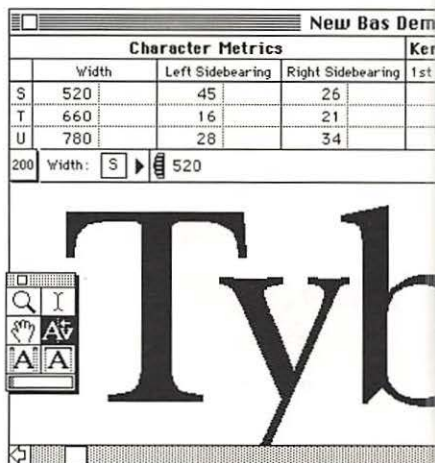 New Bas Dem
Character Metrics Ker
Width Left Sidebearing Right Sidebearing 1st
S 520 45 26
T 660 16 21
U 780 28 34
200 Width: S 520
Tyb
A
A A